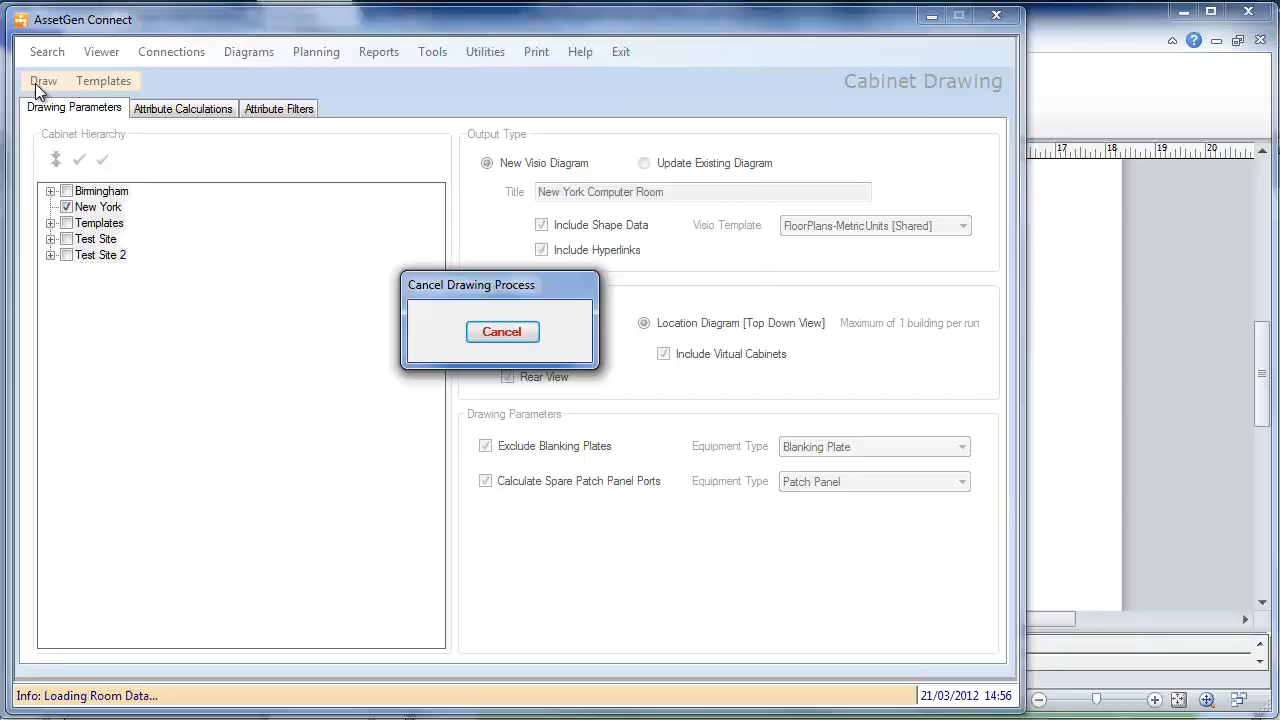 AssetGen Connect
Search Viewer Connections Diagrams Planning Reports Tools Utilities Print Help Exit
Draw Templates
Cabinet Drawing
Drawing Parameters Attribute Calculations Attribute Filters
Cabinet Hierarchy
Birmingham
New York
Templates
Test Site
Test Site 2
Output Type
New Visio Diagram Update Existing Diagram
Title New York Computer Room
Include Shape Data Visio Template FloorPlans-MetricUnits [Shared]
Include Hyperlinks
Cancel Drawing Process
Cancel
Location Diagram [Top Down View] Maximum of 1 building per run
Include Virtual Cabinets
Rear View
Drawing Parameters
Exclude Blanking Plates Equipment Type Blanking Plate
Calculate Spare Patch Panel Ports Equipment Type Patch Panel
17 18 19 20
Info: Loading Room Data... 21/03/2012 14:56